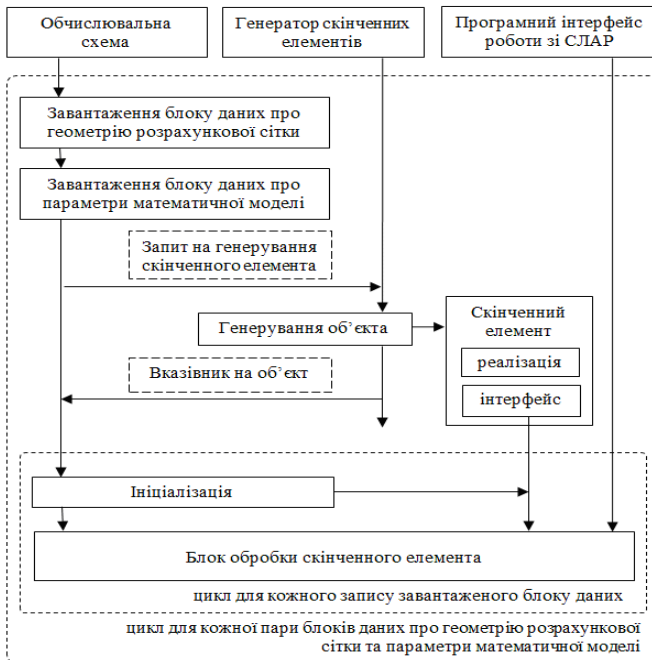 Обчислювальна
схема
Генератор скінченних
елементів
Програмний інтерфейс
роботи зі СЛАР
Завантаження блоку даних про
геометрію розрахункової сітки
Завантаження блоку даних про
параметри математичної моделі
Запит на генерування
скінченного елемента
Генерування об’єкта
Скінченний
елемент
реалізація
інтерфейс
Вказівник на об’єкт
Ініціалізація
Блок обробки скінченного елемента
цикл для кожного запису завантаженого блоку даних
цикл для кожної пари блоків даних про геометрію розрахункової
сітки та параметри математичної моделі